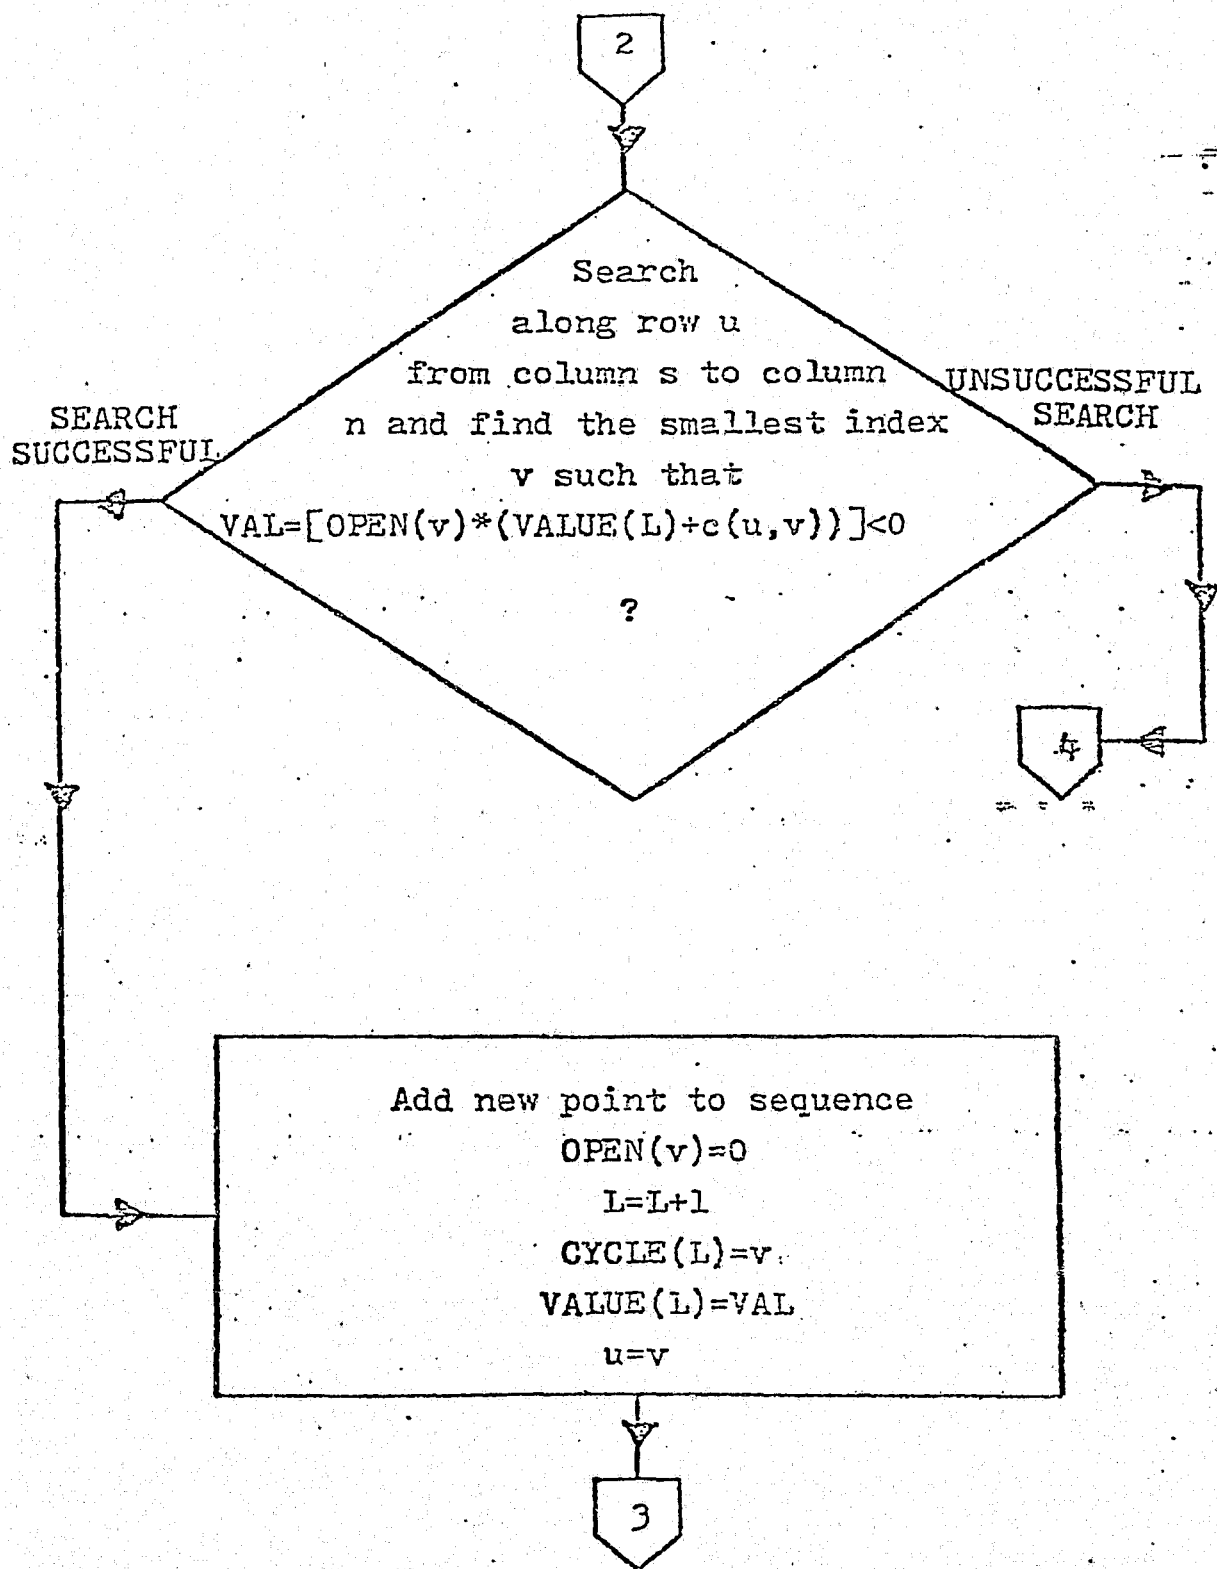 2
Search
along row u
from column s to column
n and find the smallest index
v such that
VAL=[OPEN(v)*(VALUE(L)+c(u,v))]<0
?
SEARCH
SUCCESSFUL
UNSUCCESSFUL
SEARCH
4
Add new point to sequence
OPEN(v)=0
L=L+1
CYCLE(L)=v
VALUE(L)=VAL
u=v
3